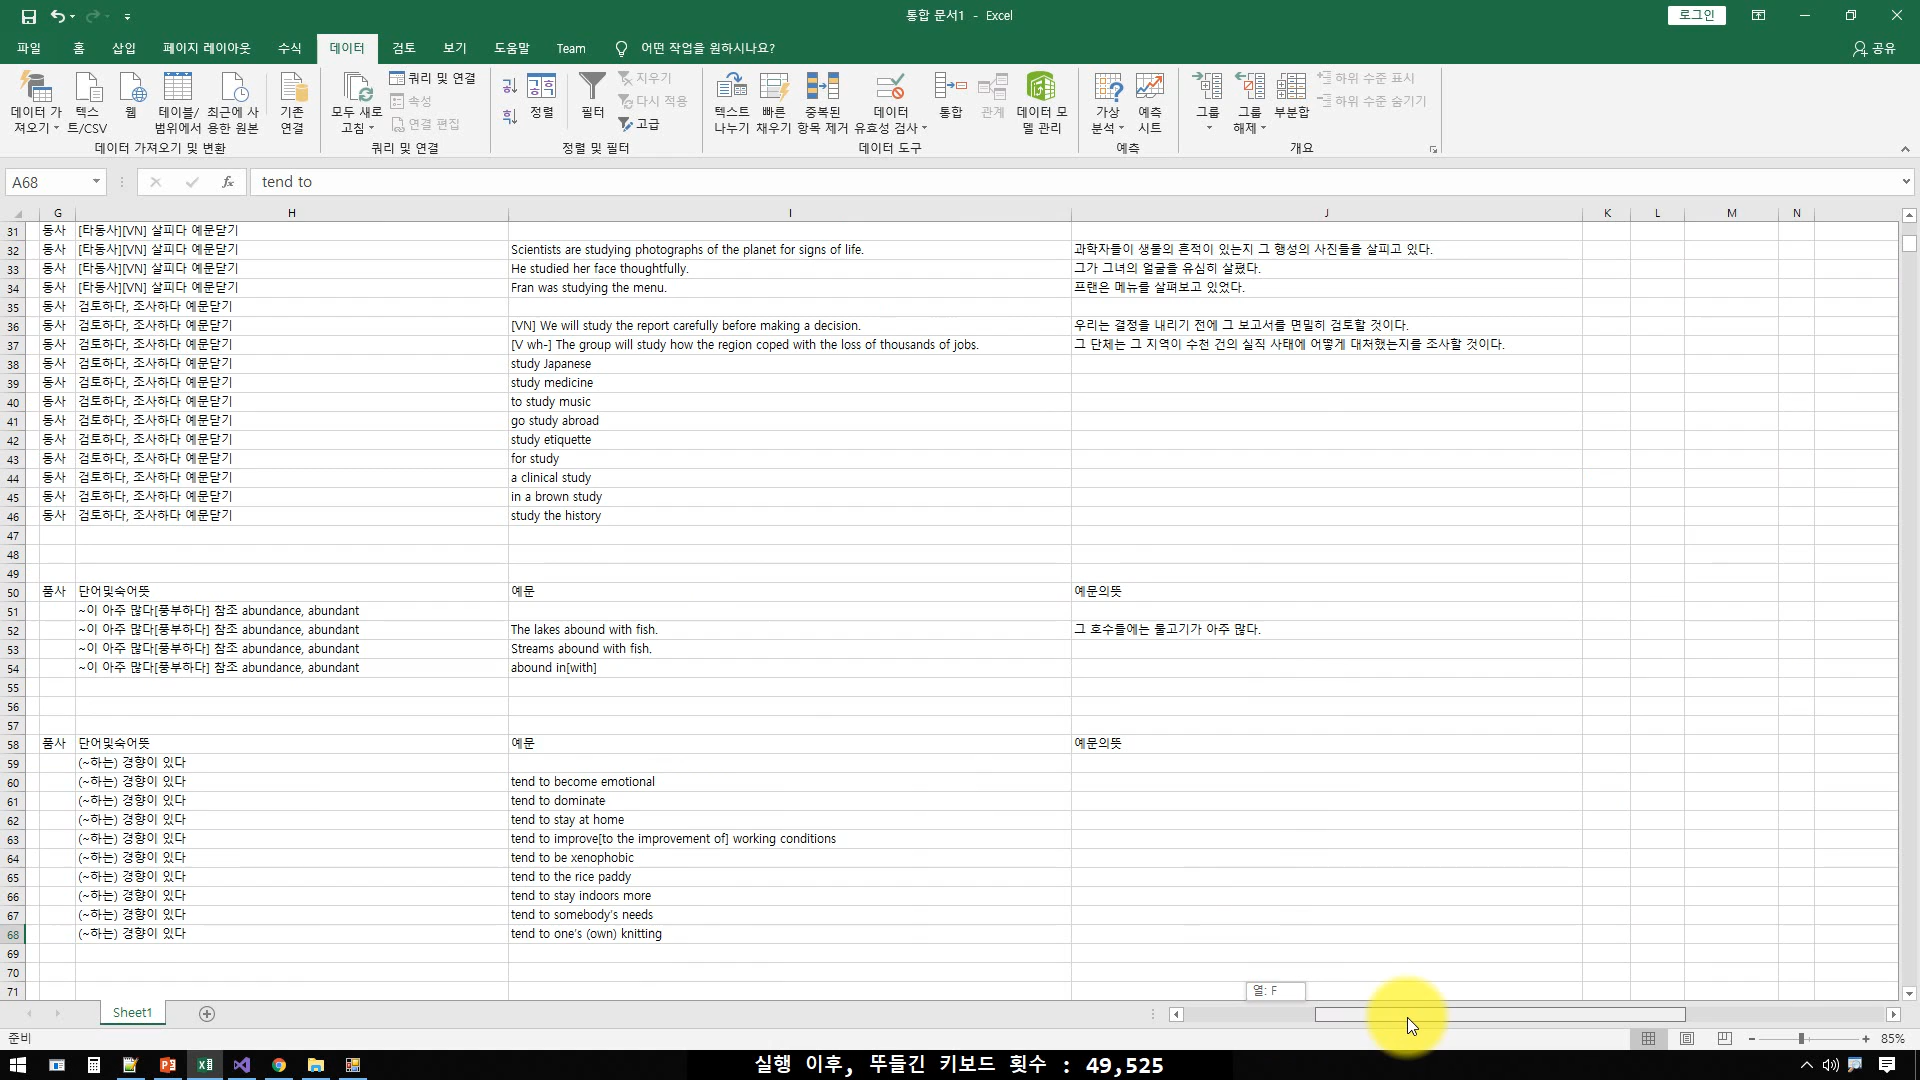 통합 문서1 - Excel
로그인
파일 홈 삽입 페이지 레이아웃 수식 데이터 검토 보기 도움말 Team 어떤 작업을 원하시나요? 공유
데이터 가져오기 텍스트/CSV 웹 테이블/범위에서 최근에 사용한 원본 기존 연결
모두 새로 고침 쿼리 및 연결 속성 연결 편집
정렬 필터 지우기 다시 적용 고급
텍스트 나누기 빠른 채우기 중복된 항목 제거 데이터 유효성 검사 통합 관계 데이터 모델 관리
가상 분석 예측 시트
그룹 그룹 해제 부분합 하위 수준 표시 하위 수준 숨기기
데이터 가져오기 및 변환 쿼리 및 연결 정렬 및 필터 데이터 도구 예측 개요
A68 fx tend to
G H I J K L M N
31 동사 [타동사][VN] 살피다 예문닫기
32 동사 [타동사][VN] 살피다 예문닫기 Scientists are studying photographs of the planet for signs of life. 과학자들이 생물의 흔적이 있는지 그 행성의 사진들을 살피고 있다.
33 동사 [타동사][VN] 살피다 예문닫기 He studied her face thoughtfully. 그가 그녀의 얼굴을 유심히 살폈다.
34 동사 [타동사][VN] 살피다 예문닫기 Fran was studying the menu. 프랜은 메뉴를 살펴보고 있었다.
35 동사 검토하다, 조사하다 예문닫기
36 동사 검토하다, 조사하다 예문닫기 [VN] We will study the report carefully before making a decision. 우리는 결정을 내리기 전에 그 보고서를 면밀히 검토할 것이다.
37 동사 검토하다, 조사하다 예문닫기 [V wh-] The group will study how the region coped with the loss of thousands of jobs. 그 단체는 그 지역이 수천 건의 실직 사태에 어떻게 대처했는지를 조사할 것이다.
38 동사 검토하다, 조사하다 예문닫기 study Japanese
39 동사 검토하다, 조사하다 예문닫기 study medicine
40 동사 검토하다, 조사하다 예문닫기 to study music
41 동사 검토하다, 조사하다 예문닫기 go study abroad
42 동사 검토하다, 조사하다 예문닫기 study etiquette
43 동사 검토하다, 조사하다 예문닫기 for study
44 동사 검토하다, 조사하다 예문닫기 a clinical study
45 동사 검토하다, 조사하다 예문닫기 in a brown study
46 동사 검토하다, 조사하다 예문닫기 study the history
47
48
49
50 품사 단어및숙어뜻 예문 예문의뜻
51 ~이 아주 많다[풍부하다] 참조 abundance, abundant
52 ~이 아주 많다[풍부하다] 참조 abundance, abundant The lakes abound with fish. 그 호수들에는 물고기가 아주 많다.
53 ~이 아주 많다[풍부하다] 참조 abundance, abundant Streams abound with fish.
54 ~이 아주 많다[풍부하다] 참조 abundance, abundant abound in[with]
55
56
57
58 품사 단어및숙어뜻 예문 예문의뜻
59 (~하는) 경향이 있다
60 (~하는) 경향이 있다 tend to become emotional
61 (~하는) 경향이 있다 tend to dominate
62 (~하는) 경향이 있다 tend to stay at home
63 (~하는) 경향이 있다 tend to improve[to the improvement of] working conditions
64 (~하는) 경향이 있다 tend to be xenophobic
65 (~하는) 경향이 있다 tend to the rice paddy
66 (~하는) 경향이 있다 tend to stay indoors more
67 (~하는) 경향이 있다 tend to somebody's needs
68 (~하는) 경향이 있다 tend to one's (own) knitting
69
70
71
열: F
Sheet1
준비 85%
실행 이후, 뚜들긴 키보드 횟수 : 49,525